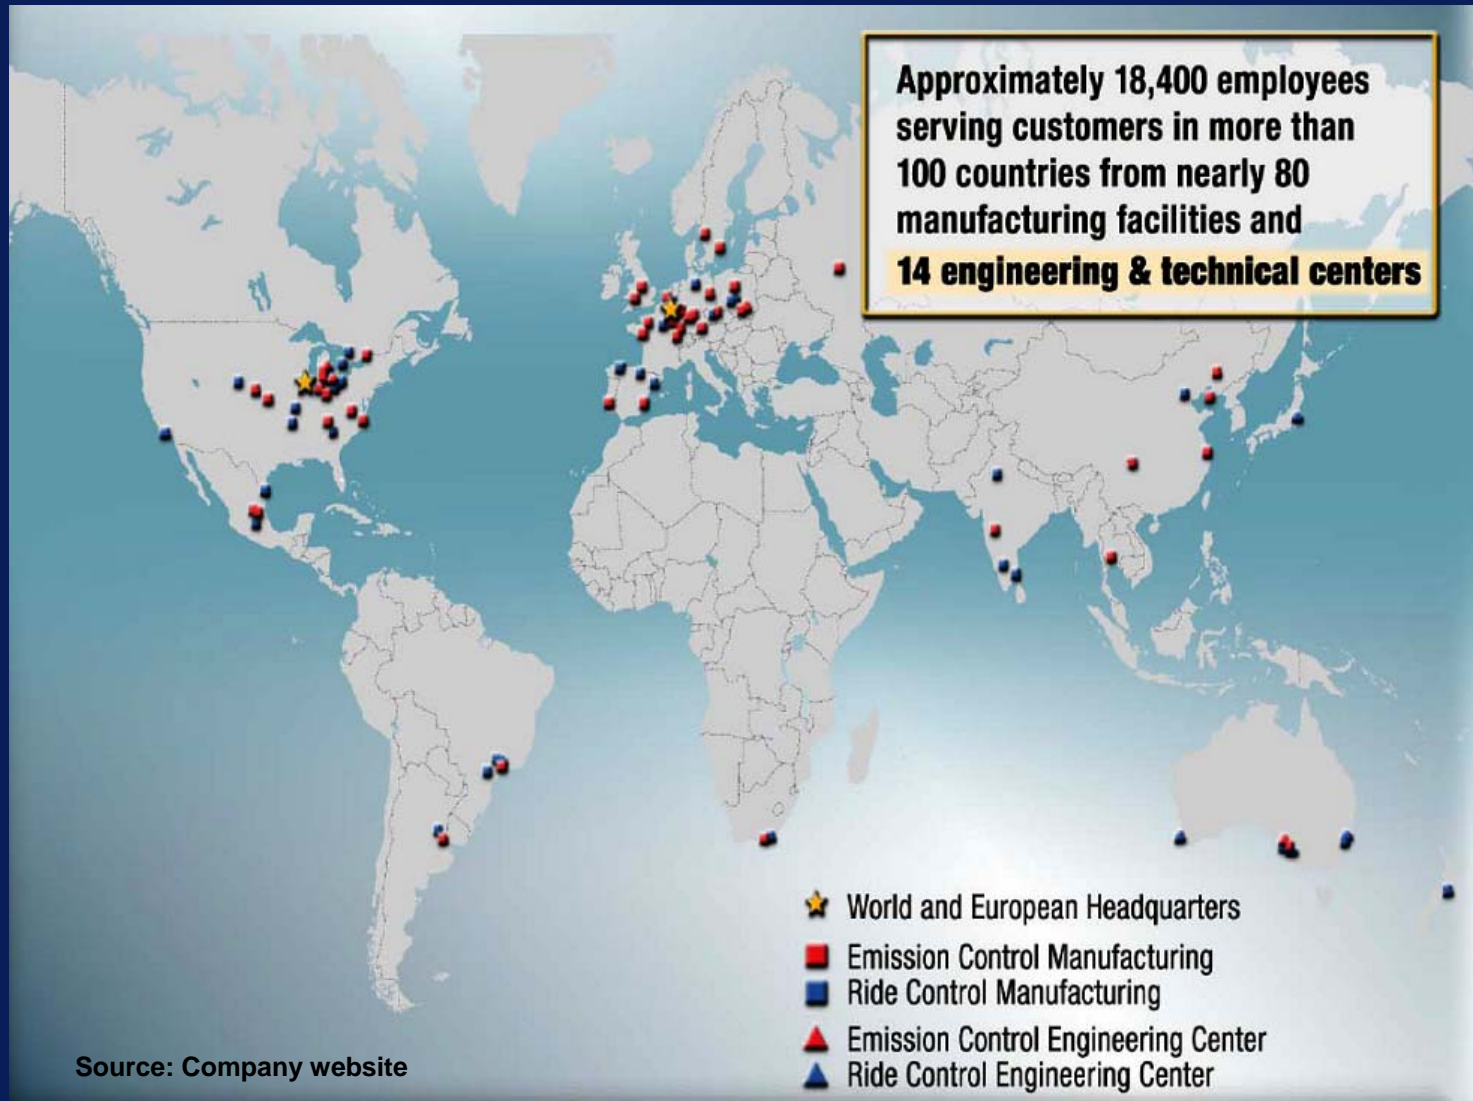 Approximately 18,400 employees
serving customers in more than
100 countries from nearly 80
manufacturing facilities and
14 engineering & technical centers
World and European Headquarters
Emission Control Manufacturing
Ride Control Manufacturing
Emission Control Engineering Center
Ride Control Engineering Center
Source: Company website